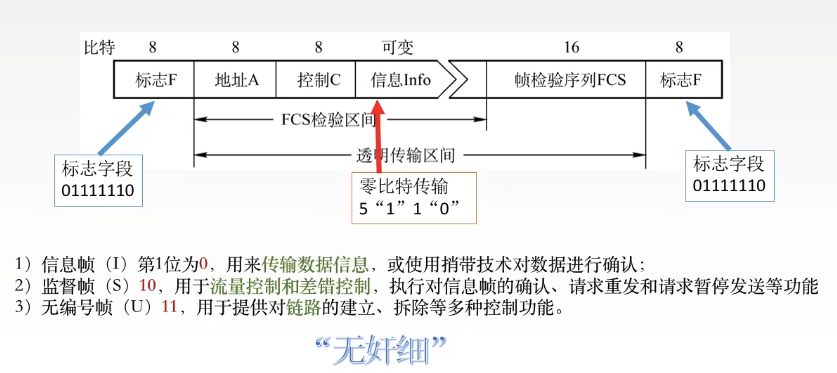 比特 8 8 8 可变 16 8
标志F 地址A 控制C 信息Info 帧检验序列FCS 标志F
FCS检验区间
透明传输区间
标志字段
01111110
零比特传输
5“1”1“0”
标志字段
01111110
1）信息帧（I）第1位为0，用来传输数据信息，或使用捎带技术对数据进行确认；
2）监督帧（S）10，用于流量控制和差错控制，执行对信息帧的确认、请求重发和请求暂停发送等功能
3）无编号帧（U）11，用于提供对链路的建立、拆除等多种控制功能。
“无奸细”